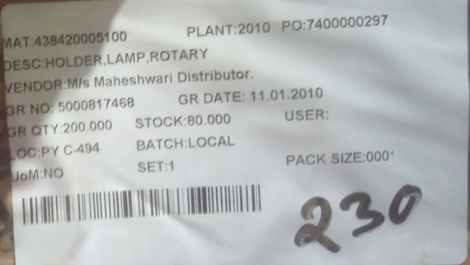 MAT:438420005100 PLANT:2010 PO:7400000297
DESC:HOLDER,LAMP,ROTARY
VENDOR:M/s Maheshwari Distributor.
GR NO: 5000817468 GR DATE: 11.01.2010
GR QTY:200.000 STOCK:80.000 USER:
LOC:PY C-494 BATCH:LOCAL
UoM:NO SET:1 PACK SIZE:0001
230